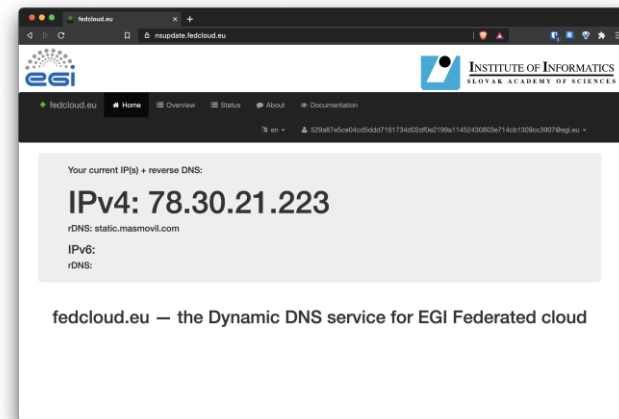 fedcloud.eu
nsupdate.fedcloud.eu
egi
INSTITUTE OF INFORMATICS
SLOVAK ACADEMY OF SCIENCES
fedcloud.eu Home Overview Status About Documentation
en 529a87e5ce04cd5ddd7161734d02df0e2199a11452430803e714cb1309cc3907@egi.eu
Your current IP(s) + reverse DNS:
IPv4: 78.30.21.223
rDNS: static.masmovil.com
IPv6:
rDNS:
fedcloud.eu — the Dynamic DNS service for EGI Federated cloud